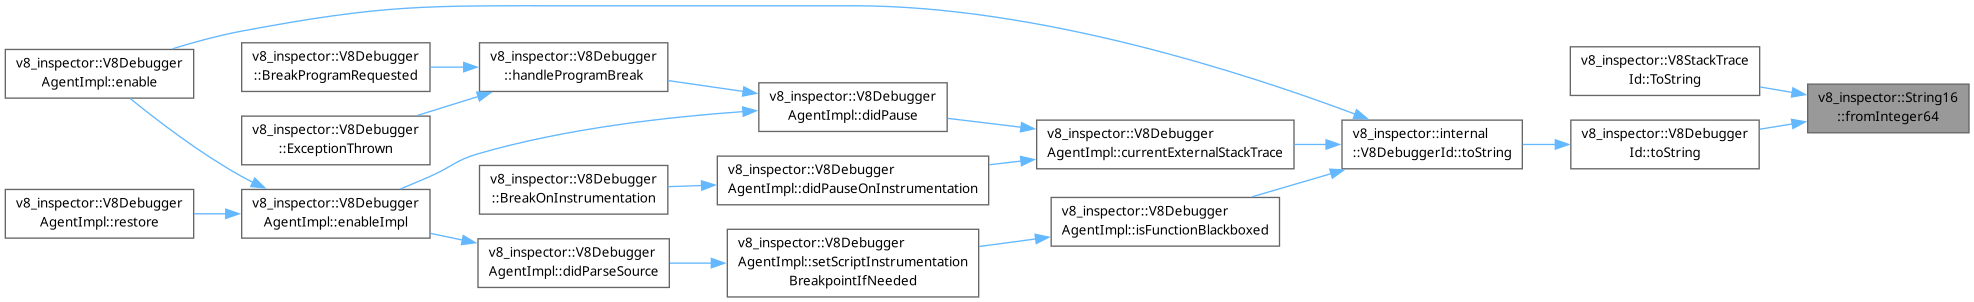 v8_inspector::V8Debugger
AgentImpl::enable
v8_inspector::V8Debugger
::BreakProgramRequested
v8_inspector::V8Debugger
::handleProgramBreak
v8_inspector::V8Debugger
AgentImpl::didPause
v8_inspector::V8StackTrace
Id::ToString
v8_inspector::String16
::fromInteger64
v8_inspector::V8Debugger
::ExceptionThrown
v8_inspector::V8Debugger
AgentImpl::currentExternalStackTrace
v8_inspector::internal
::V8DebuggerId::toString
v8_inspector::V8Debugger
Id::toString
v8_inspector::V8Debugger
::BreakOnInstrumentation
v8_inspector::V8Debugger
AgentImpl::didPauseOnInstrumentation
v8_inspector::V8Debugger
AgentImpl::restore
v8_inspector::V8Debugger
AgentImpl::enableImpl
v8_inspector::V8Debugger
AgentImpl::isFunctionBlackboxed
v8_inspector::V8Debugger
AgentImpl::didParseSource
v8_inspector::V8Debugger
AgentImpl::setScriptInstrumentation
BreakpointIfNeeded